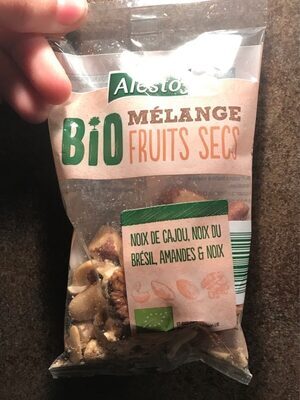 Alesto
BIO MÉLANGE
FRUITS SECS
NOIX DE CAJOU, NOIX DU
BRÉSIL, AMANDES & NOIX